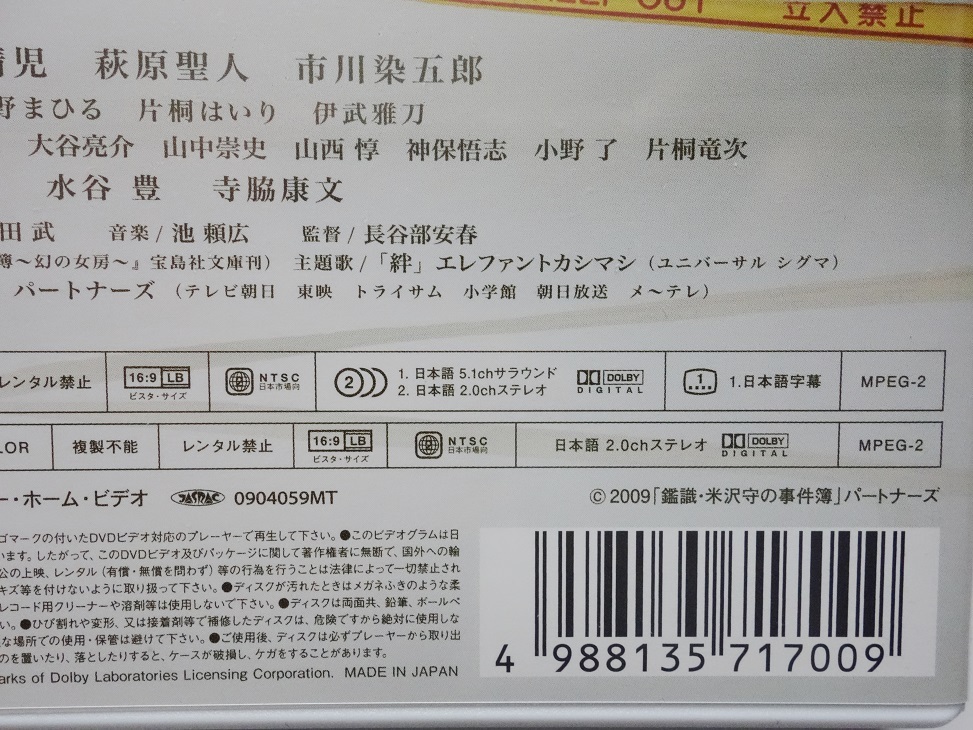 KEEP OUT 立入禁止
児 萩原聖人 市川染五郎
野まひる 片桐はいり 伊武雅刀
大谷亮介 山中崇史 山西 惇 神保悟志 小野 了 片桐竜次
水谷 豊 寺脇康文
田 武 音楽/池 頼広 監督/長谷部安春
簿〜幻の女房〜』宝島社文庫刊) 主題歌/「絆」エレファントカシマシ(ユニバーサル シグマ)
パートナーズ (テレビ朝日 東映 トライサム 小学館 朝日放送 メ〜テレ)
レンタル禁止 16:9 LB ビスタ・サイズ 2 NTSC 日本市場向 2 1. 日本語 5.1chサラウンド DOLBY DIGITAL 1 1.日本語字幕 MPEG-2
2. 日本語 2.0chステレオ
LOR 複製不能 レンタル禁止 16:9 LB ビスタ・サイズ 2 NTSC 日本市場向 日本語 2.0chステレオ DOLBY DIGITAL MPEG-2
ー・ホーム・ビデオ JASRAC 0904059MT ©2009「鑑識・米沢守の事件簿」パートナーズ
ゴマークの付いたDVDビデオ対応のプレーヤーで再生して下さい。●このビデオグラムは日
います。したがって、このDVDビデオ及びパッケージに関して著作権者に無断で、国外への輸
公の上映、レンタル(有償・無償を問わず)等の行為を行うことは法律によって一切禁止され
キズ等を付けないように取り扱って下さい。●ディスクが汚れたときはメガネふきのような柔
レコード用クリーナーや溶剤等は使用しないで下さい。●ディスクは両面共、鉛筆、ボールペ
い。●ひび割れや変形、又は接着剤等で補修したディスクは、危険ですから絶対に使用しな
な場所での使用・保管は避けて下さい。●ご使用後、ディスクは必ずプレーヤーから取り出
のを置いたり、落としたりすると、ケースが破損し、ケガをすることがあります。
arks of Dolby Laboratories Licensing Corporation. MADE IN JAPAN
4 988135 717009